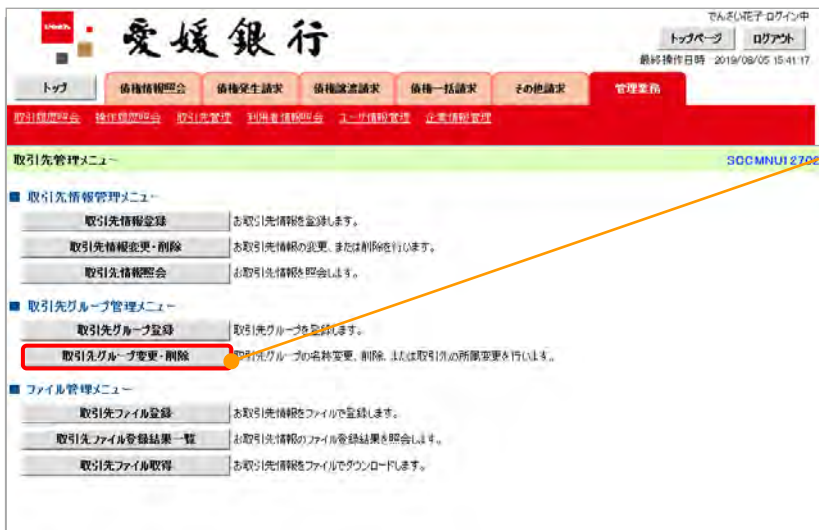 でんさい花子:ログイン中
愛媛銀行
トップページ ログアウト
最終操作日時 2019/08/05 15:41:17
トップ 債権情報照会 債権発生請求 債権譲渡請求 債権一括請求 その他請求 管理業務
取引履歴照会 操作履歴照会 取引先管理 利用者情報照会 ユーザ情報管理 企業情報管理
取引先管理メニュー SCCMNU12702
■ 取引先情報管理メニュー
取引先情報登録 お取引先情報を登録します。
取引先情報変更・削除 お取引先情報の変更、または削除を行います。
取引先情報照会 お取引先情報を照会します。
■ 取引先グループ管理メニュー
取引先グループ登録 取引先グループを登録します。
取引先グループ変更・削除 取引先グループの名称変更、削除、または取引先の所属変更を行います。
■ ファイル管理メニュー
取引先ファイル登録 お取引先情報をファイルで登録します。
取引先ファイル登録結果一覧 お取引先情報のファイル登録結果を照会します。
取引先ファイル取得 お取引先情報をファイルでダウンロードします。